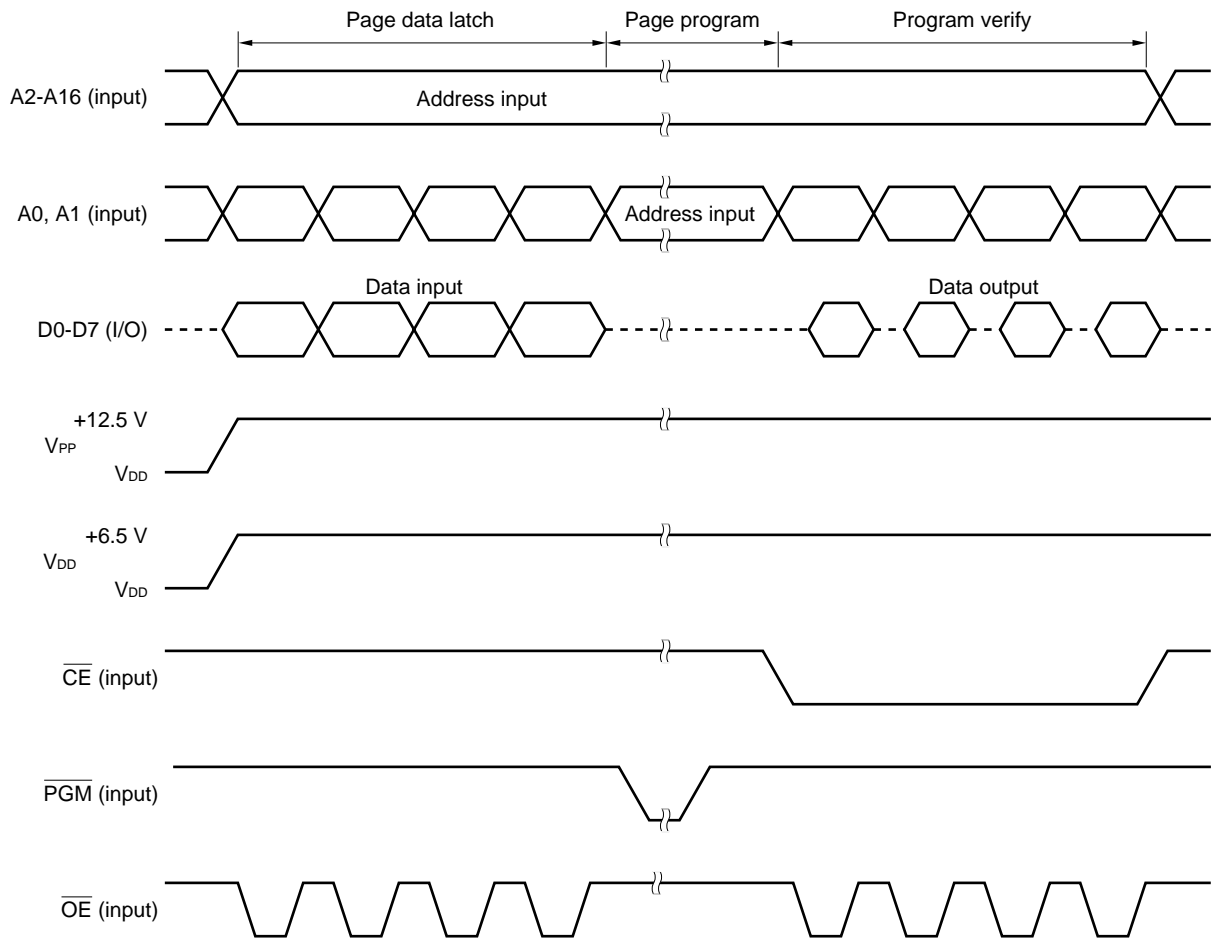 Page data latch
Page program
Program verify
A2-A16 (input)
Address input
A0, A1 (input)
Address input
Data input
Data output
D0-D7 (I/O)
+12.5 V
VPP
VDD
+6.5 V
VDD
VDD
CE (input)
PGM (input)
OE (input)